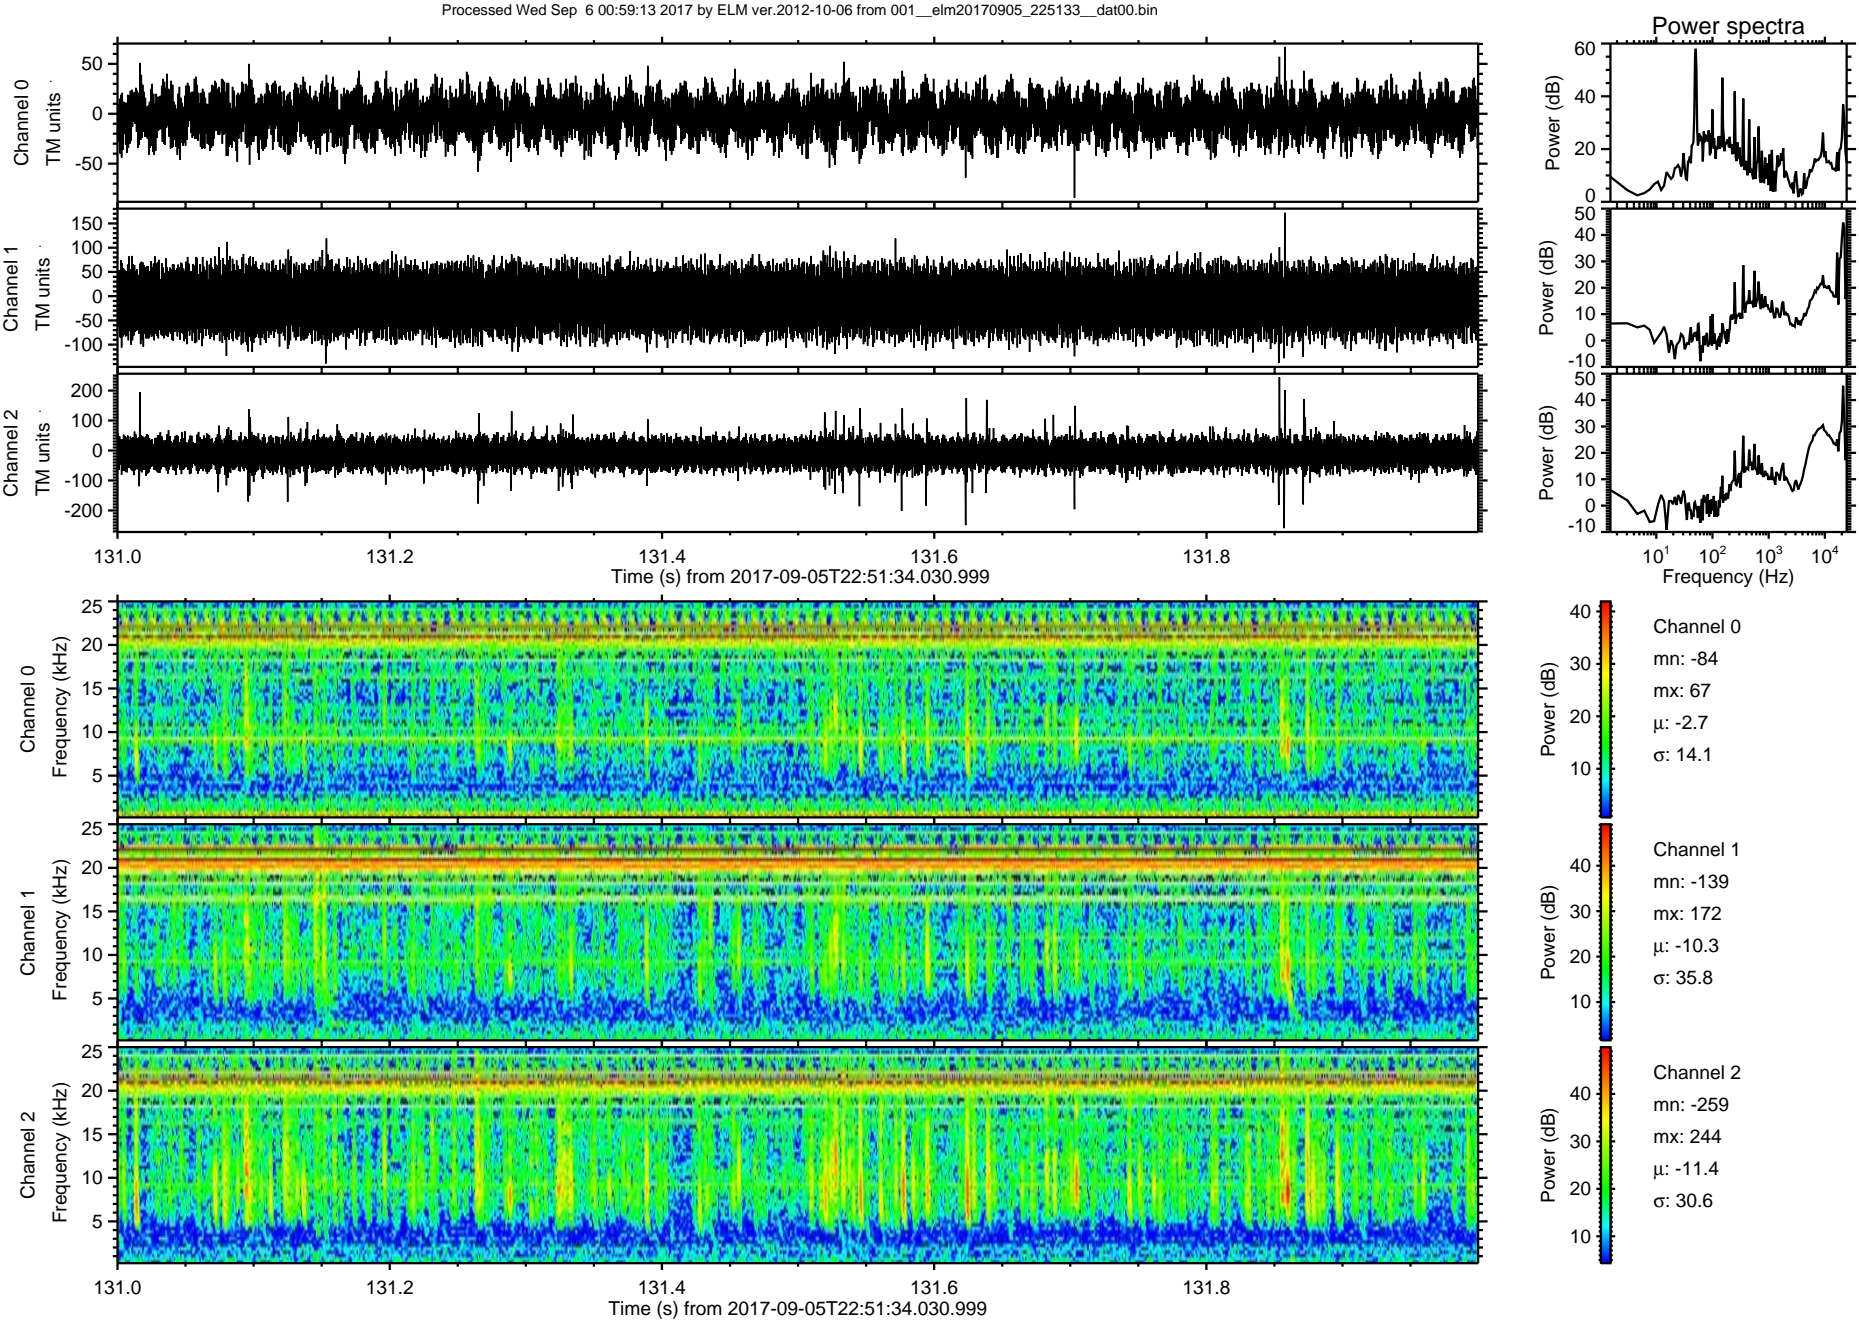 Processed Wed Sep  6 00:59:13 2017 by ELM ver.2012-10-06 from 001__elm20170905_225133__dat00.bin
Power spectra
Channel 0
TM units
50
0
-50
Power (dB)
60
40
20
0
Channel 1
TM units
150
100
50
0
-50
-100
Power (dB)
50
40
30
20
10
0
-10
Channel 2
TM units
200
100
0
-100
-200
Power (dB)
50
40
30
20
10
0
-10
131.0 131.2 131.4 131.6 131.8
Time (s) from 2017-09-05T22:51:34.030.999
10¹ 10² 10³ 10⁴
Frequency (Hz)
Channel 0
Frequency (kHz)
25
20
15
10
5
Power (dB)
40
30
20
10
Channel 0
mn: -84
mx: 67
μ: -2.7
σ: 14.1
Channel 1
Frequency (kHz)
25
20
15
10
5
Power (dB)
40
30
20
10
Channel 1
mn: -139
mx: 172
μ: -10.3
σ: 35.8
Channel 2
Frequency (kHz)
25
20
15
10
5
Power (dB)
40
30
20
10
Channel 2
mn: -259
mx: 244
μ: -11.4
σ: 30.6
131.0 131.2 131.4 131.6 131.8
Time (s) from 2017-09-05T22:51:34.030.999